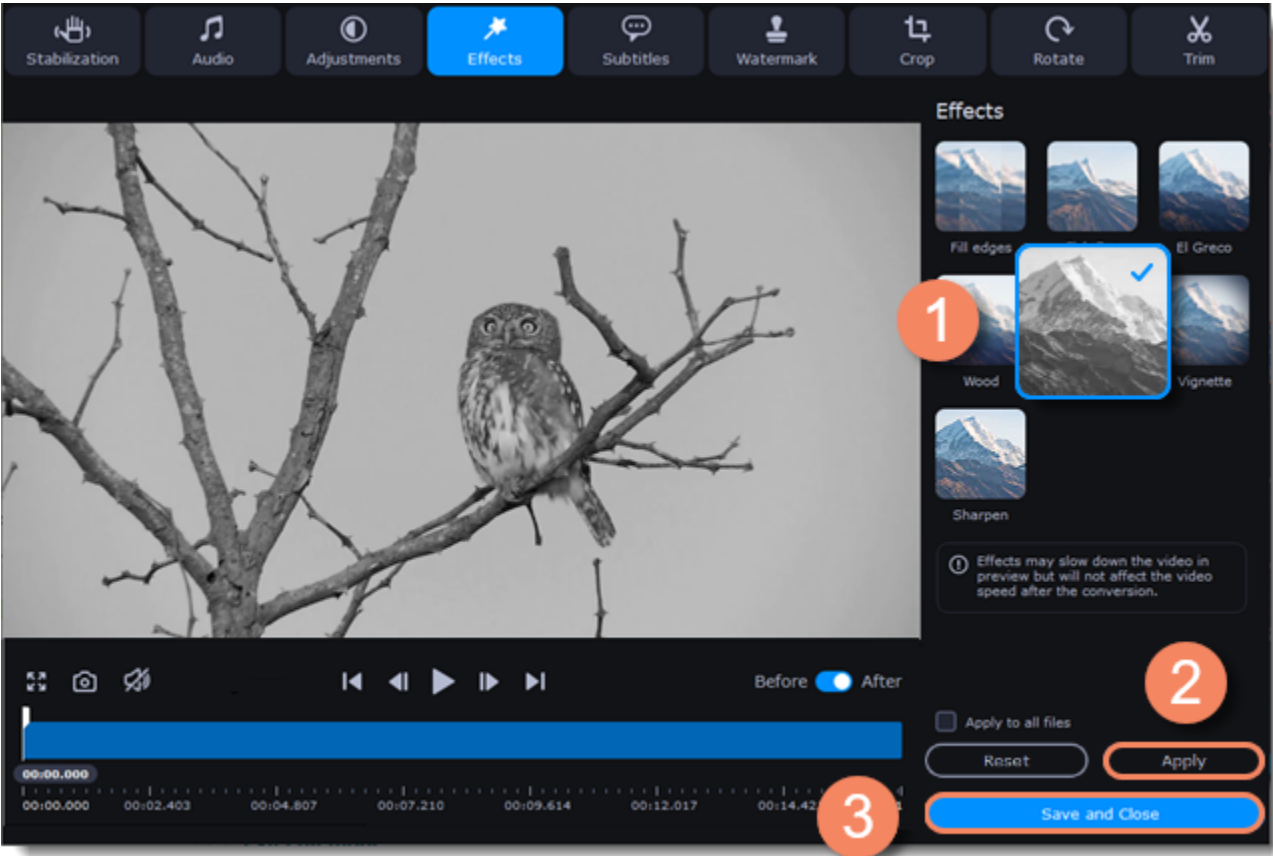 Stabilization
Audio
Adjustments
Effects
Subtitles
Watermark
Crop
Rotate
Trim
Effects
Fill edges
El Greco
1
Wood
Vignette
Sharpen
Effects may slow down the video in
preview but will not affect the video
speed after the conversion.
Before
After
2
Apply to all files
Reset
Apply
00:00.000
00:00.000
00:02.403
00:04.807
00:07.210
00:09.614
00:12.017
3
Save and Close